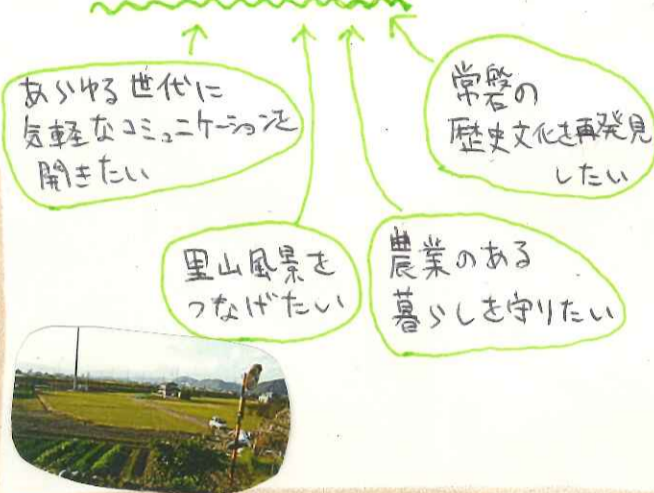 あらゆる世代に
気軽なコミュニケーションを
開きたい
常磐の
歴史文化を再発見
したい
里山風景を
つなげたい
農業のある
暮らしを守りたい